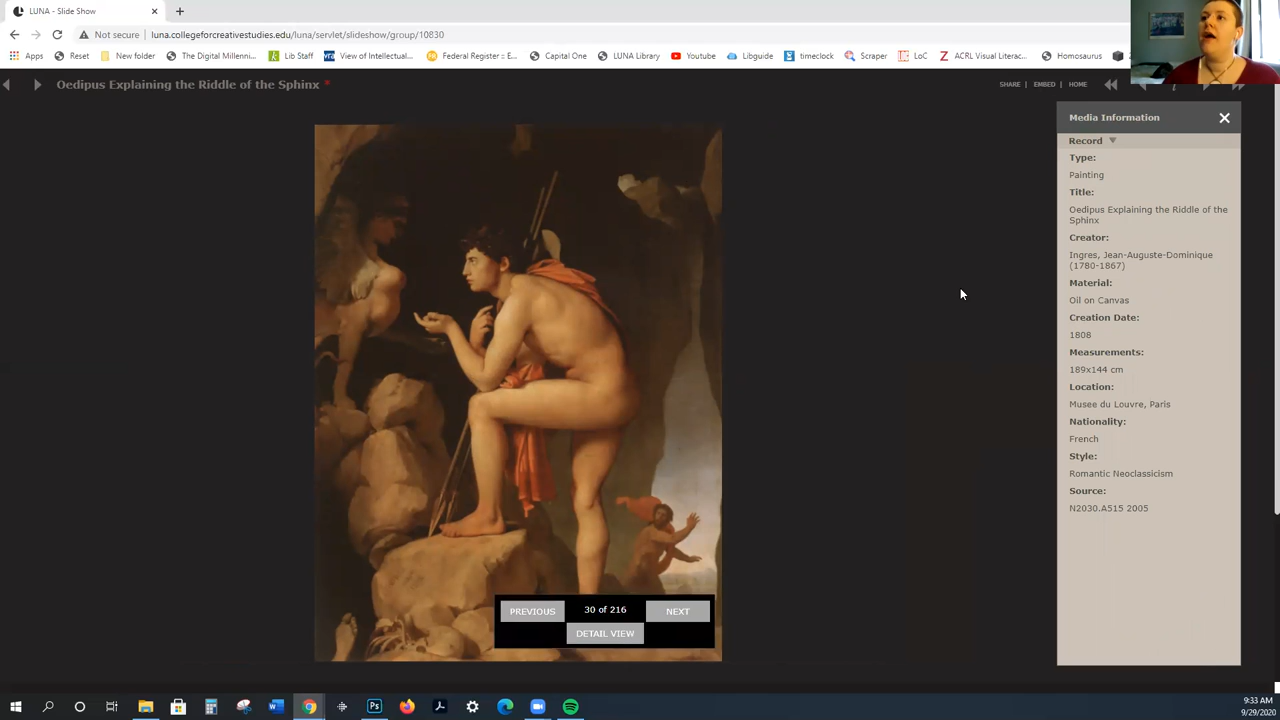 LUNA - Slide Show
Not secure | luna.collegeforcreativestudies.edu/luna/servlet/slideshow/group/10830
Apps Reset New folder The Digital Millenni... Lib Staff View of Intellectual... Federal Register :: E... Capital One LUNA Library Youtube Libguide timeclock Scraper LoC ACRL Visual Literac... Homosaurus
Oedipus Explaining the Riddle of the Sphinx * SHARE | EMBED | HOME
Media Information
Record
Type:
Painting
Title:
Oedipus Explaining the Riddle of the
Sphinx
Creator:
Ingres, Jean-Auguste-Dominique
(1780-1867)
Material:
Oil on Canvas
Creation Date:
1808
Measurements:
189x144 cm
Location:
Musee du Louvre, Paris
Nationality:
French
Style:
Romantic Neoclassicism
Source:
N2030.A515 2005
PREVIOUS 30 of 216 NEXT
DETAIL VIEW
9:33 AM
9/29/2020